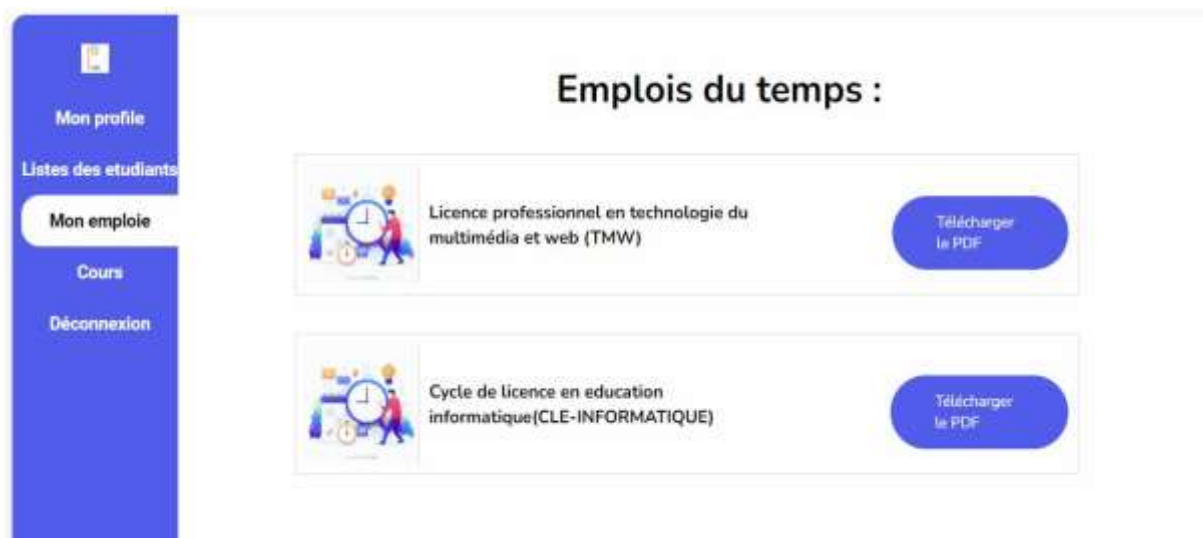 Emplois du temps :
Mon profile
Listes des etudiants
Mon emploie
Cours
Déconnexion
Licence professionnel en technologie du
multimédia et web (TMW)
Télécharger
le PDF
Cycle de licence en education
informatique(CLE-INFORMATIQUE)
Télécharger
le PDF